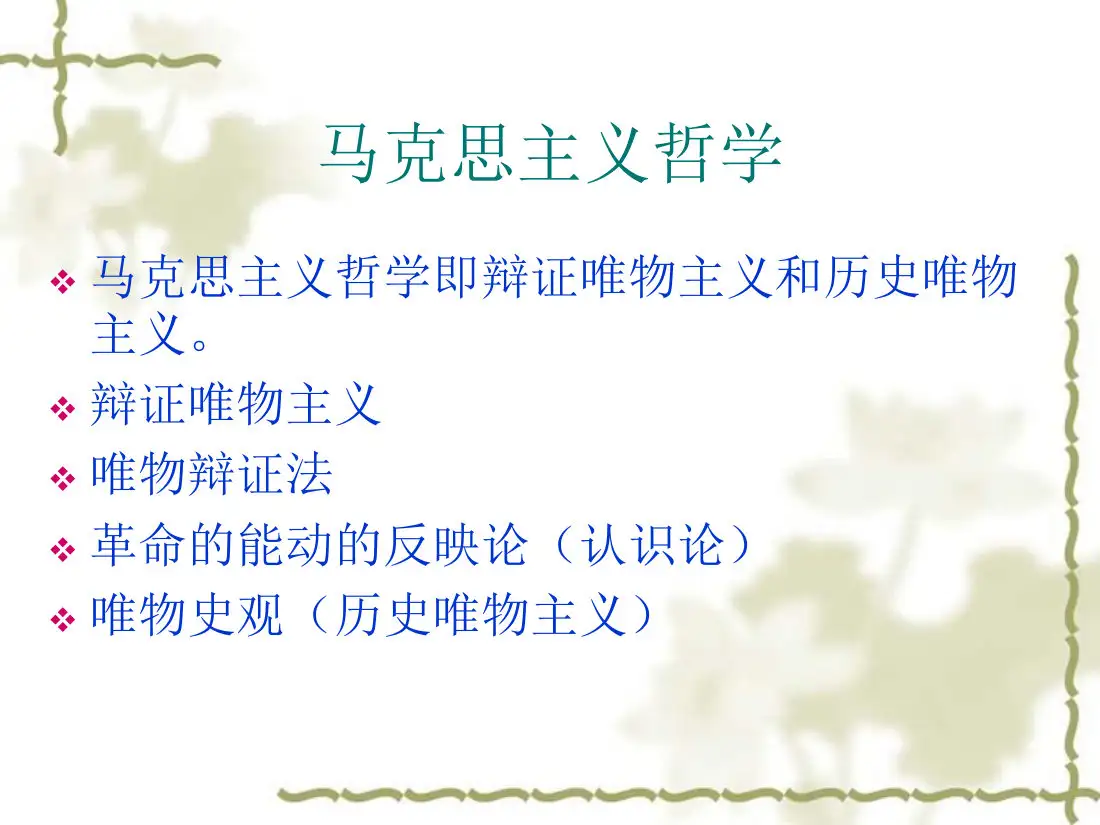 马克思主义哲学
马克思主义哲学即辩证唯物主义和历史唯物
主义。
辩证唯物主义
唯物辩证法
革命的能动的反映论（认识论）
唯物史观（历史唯物主义）